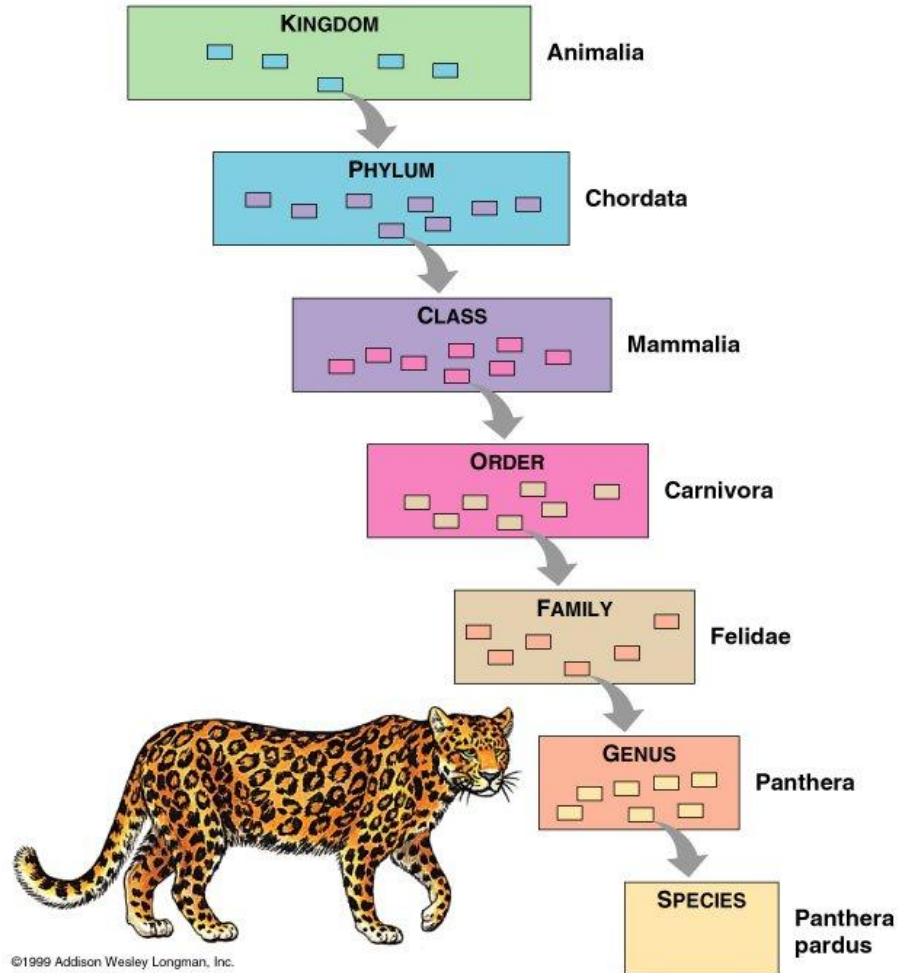 KINGDOM
Animalia
PHYLUM
Chordata
CLASS
Mammalia
ORDER
Carnivora
FAMILY
Felidae
GENUS
Panthera
SPECIES
Panthera
pardus
©1999 Addison Wesley Longman, Inc.